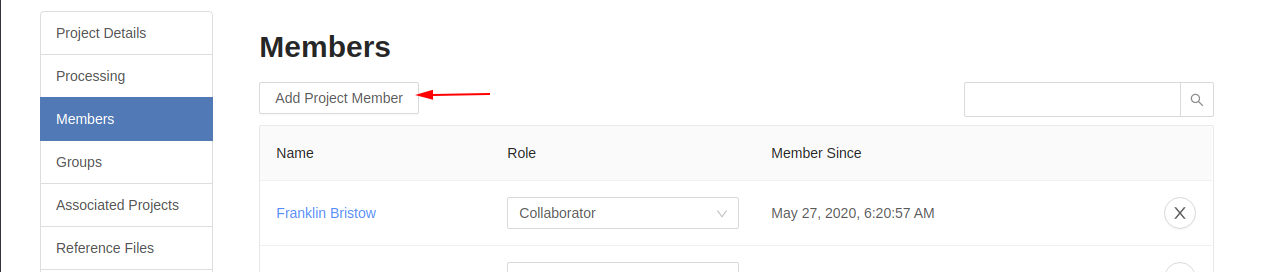 Project Details
Processing
Members
Groups
Associated Projects
Reference Files
Members
Add Project Member
Name Role Member Since
Franklin Bristow Collaborator May 27, 2020, 6:20:57 AM X